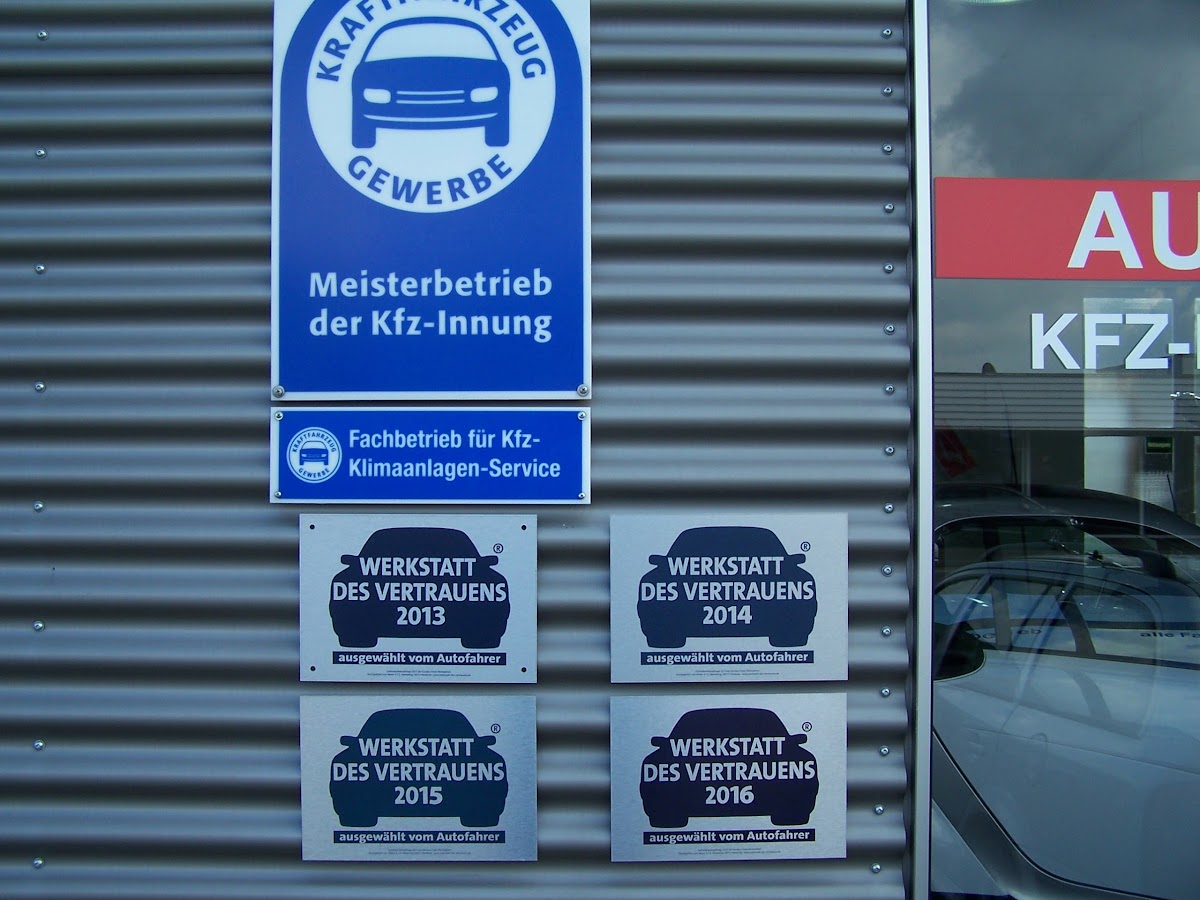 KRAFTFAHRZEUG
GEWERBE
Meisterbetrieb
der Kfz-Innung
KRAFTFAHRZEUG
GEWERBE
Fachbetrieb für Kfz-
Klimaanlagen-Service
WERKSTATT ®
DES VERTRAUENS
2013
ausgewählt vom Autofahrer
WERKSTATT ®
DES VERTRAUENS
2014
ausgewählt vom Autofahrer
WERKSTATT ®
DES VERTRAUENS
2015
ausgewählt vom Autofahrer
WERKSTATT ®
DES VERTRAUENS
2016
ausgewählt vom Autofahrer
AU
KFZ-
alle